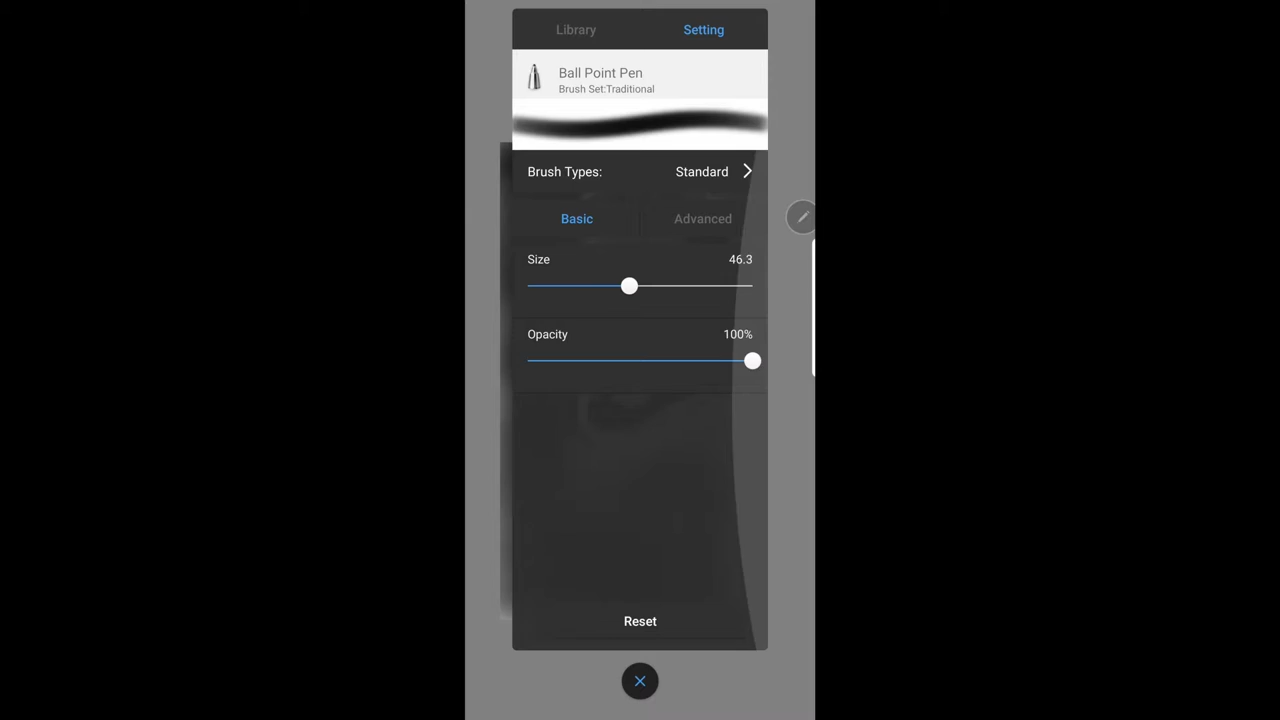 Library Setting
Ball Point Pen
Brush Set:Traditional
Brush Types: Standard
Basic Advanced
Size 46.3
Opacity 100%
Reset